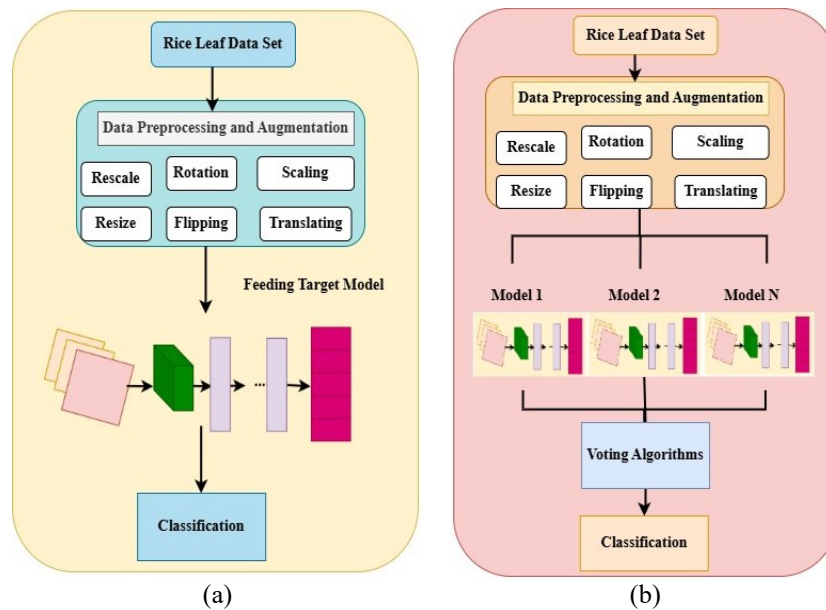 Rice Leaf Data Set
Data Preprocessing and Augmentation
Rescale
Rotation
Scaling
Resize
Flipping
Translating
Feeding Target Model
...
Classification
(a)
Rice Leaf Data Set
Data Preprocessing and Augmentation
Rescale
Rotation
Scaling
Resize
Flipping
Translating
Model 1
Model 2
Model N
Voting Algorithms
Classification
(b)